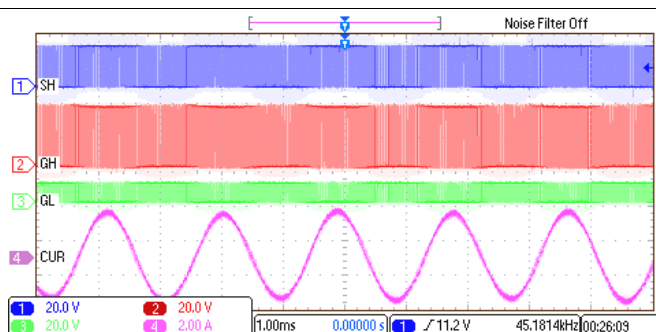 Noise Filter Off
T
T
1 SH
2 GH
3 GL
4 CUR
1 20.0 V 2 20.0 V
3 20.0 V 4 2.00 A
1.00ms 0.00000 s 1 11.2 V 45.1814kHz 00:26:09